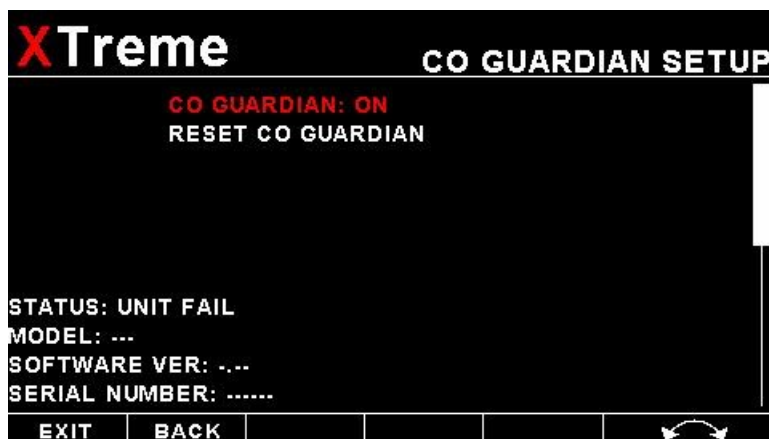 XTreme
CO GUARDIAN SETUP
CO GUARDIAN: ON
RESET CO GUARDIAN
STATUS: UNIT FAIL
MODEL: ---
SOFTWARE VER: -.--
SERIAL NUMBER: ------
EXIT BACK